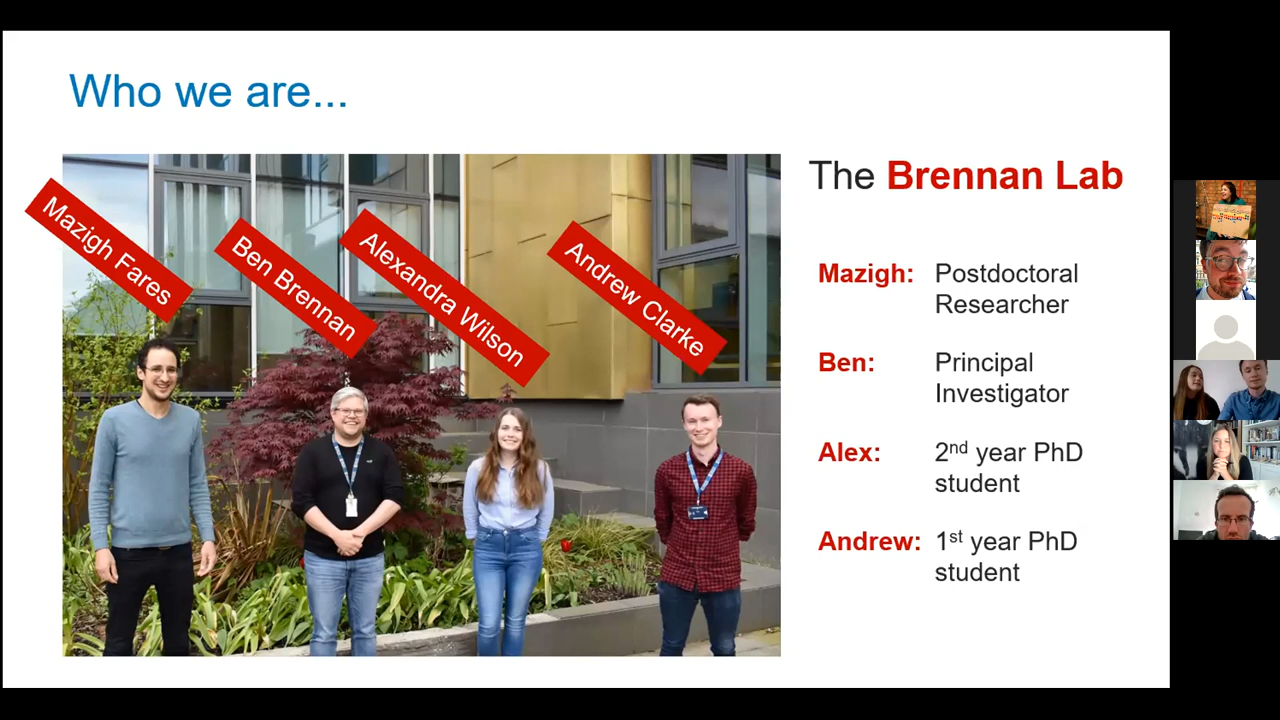 Who we are...
Mazigh Fares
Ben Brennan
Alexandra Wilson
Andrew Clarke
The Brennan Lab
Mazigh: Postdoctoral
Researcher
Ben: Principal
Investigator
Alex: 2nd year PhD
student
Andrew: 1st year PhD
student